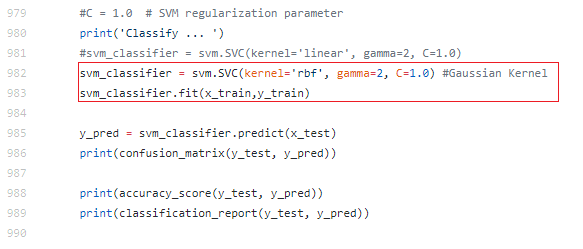 979 #C = 1.0  # SVM regularization parameter
980 print('Classify ... ')
981 #svm_classifier = svm.SVC(kernel='linear', gamma=2, C=1.0)
982 svm_classifier = svm.SVC(kernel='rbf', gamma=2, C=1.0) #Gaussian Kernel
983 svm_classifier.fit(x_train,y_train)
984
985 y_pred = svm_classifier.predict(x_test)
986 print(confusion_matrix(y_test, y_pred))
987
988 print(accuracy_score(y_test, y_pred))
989 print(classification_report(y_test, y_pred))
990